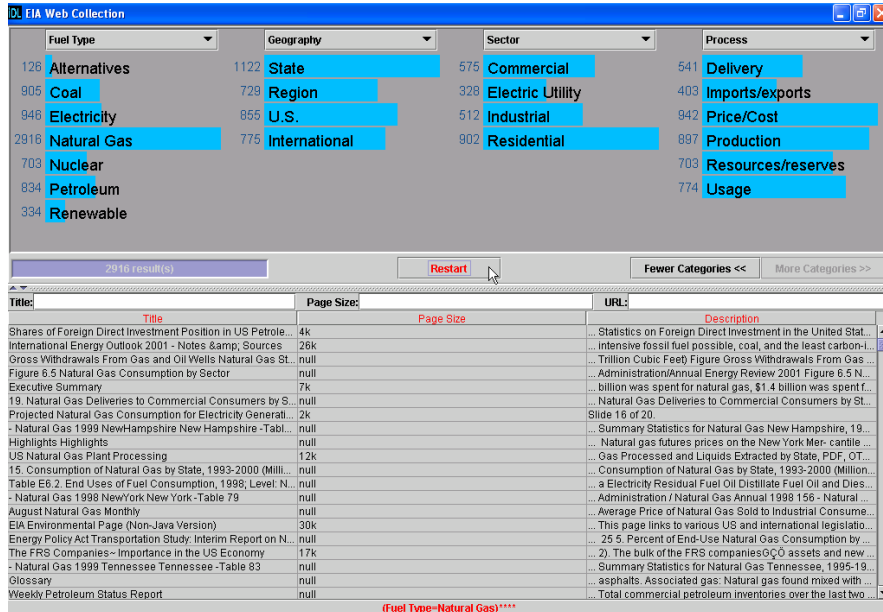 DL EIA Web Collection
Fuel Type Geography Sector Process
126 Alternatives 1122 State 575 Commercial 541 Delivery
905 Coal 729 Region 328 Electric Utility 403 Imports/exports
946 Electricity 855 U.S. 512 Industrial 942 Price/Cost
2916 Natural Gas 775 International 902 Residential 897 Production
703 Nuclear 703 Resources/reserves
834 Petroleum 774 Usage
334 Renewable
2916 result(s) Restart Fewer Categories << More Categories >>
Title: Page Size: URL:
Title Page Size Description
Shares of Foreign Direct Investment Position in US Petrole... 4k ... Statistics on Foreign Direct Investment in the United Stat...
International Energy Outlook 2001 - Notes &amp; Sources 26k ... intensive fossil fuel possible, coal, and the least carbon-i...
Gross Withdrawals From Gas and Oil Wells Natural Gas St... null ... Trillion Cubic Feet) Figure Gross Withdrawals From Gas ...
Figure 6.5 Natural Gas Consumption by Sector null ... Administration/Annual Energy Review 2001 Figure 6.5 N...
Executive Summary 7k ... billion was spent for natural gas, $1.4 billion was spent f...
19. Natural Gas Deliveries to Commercial Consumers by S... null ... Natural Gas Deliveries to Commercial Consumers by St...
Projected Natural Gas Consumption for Electricity Generati... 2k Slide 16 of 20.
- Natural Gas 1999 NewHampshire New Hampshire -Tabl... null ... Summary Statistics for Natural Gas New Hampshire, 19...
Highlights Highlights null ... Natural gas futures prices on the New York Mer- cantile ...
US Natural Gas Plant Processing 12k ... Gas Processed and Liquids Extracted by State, PDF, OT...
15. Consumption of Natural Gas by State, 1993-2000 (Milli... null ... Consumption of Natural Gas by State, 1993-2000 (Million...
Table E6.2. End Uses of Fuel Consumption, 1998; Level: N... null ... a Electricity Residual Fuel Oil Distillate Fuel Oil and Dies...
- Natural Gas 1998 NewYork New York -Table 79 null ... Administration / Natural Gas Annual 1998 156 - Natural ...
August Natural Gas Monthly null ... Average Price of Natural Gas Sold to Industrial Consume...
EIA Environmental Page (Non-Java Version) 30k ... This page links to various US and international legislatio...
Energy Policy Act Transportation Study: Interim Report on N... null ... 25 5. Percent of End-Use Natural Gas Consumption by ...
The FRS Companies~ Importance in the US Economy 17k ... 2). The bulk of the FRS companiesGÇÖ assets and new ...
- Natural Gas 1999 Tennessee Tennessee -Table 83 null ... Summary Statistics for Natural Gas Tennessee, 1995-19...
Glossary null ... asphalts. Associated gas: Natural gas found mixed with ...
Weekly Petroleum Status Report null ... Total commercial petroleum inventories over the last two ...
(Fuel Type=Natural Gas)****